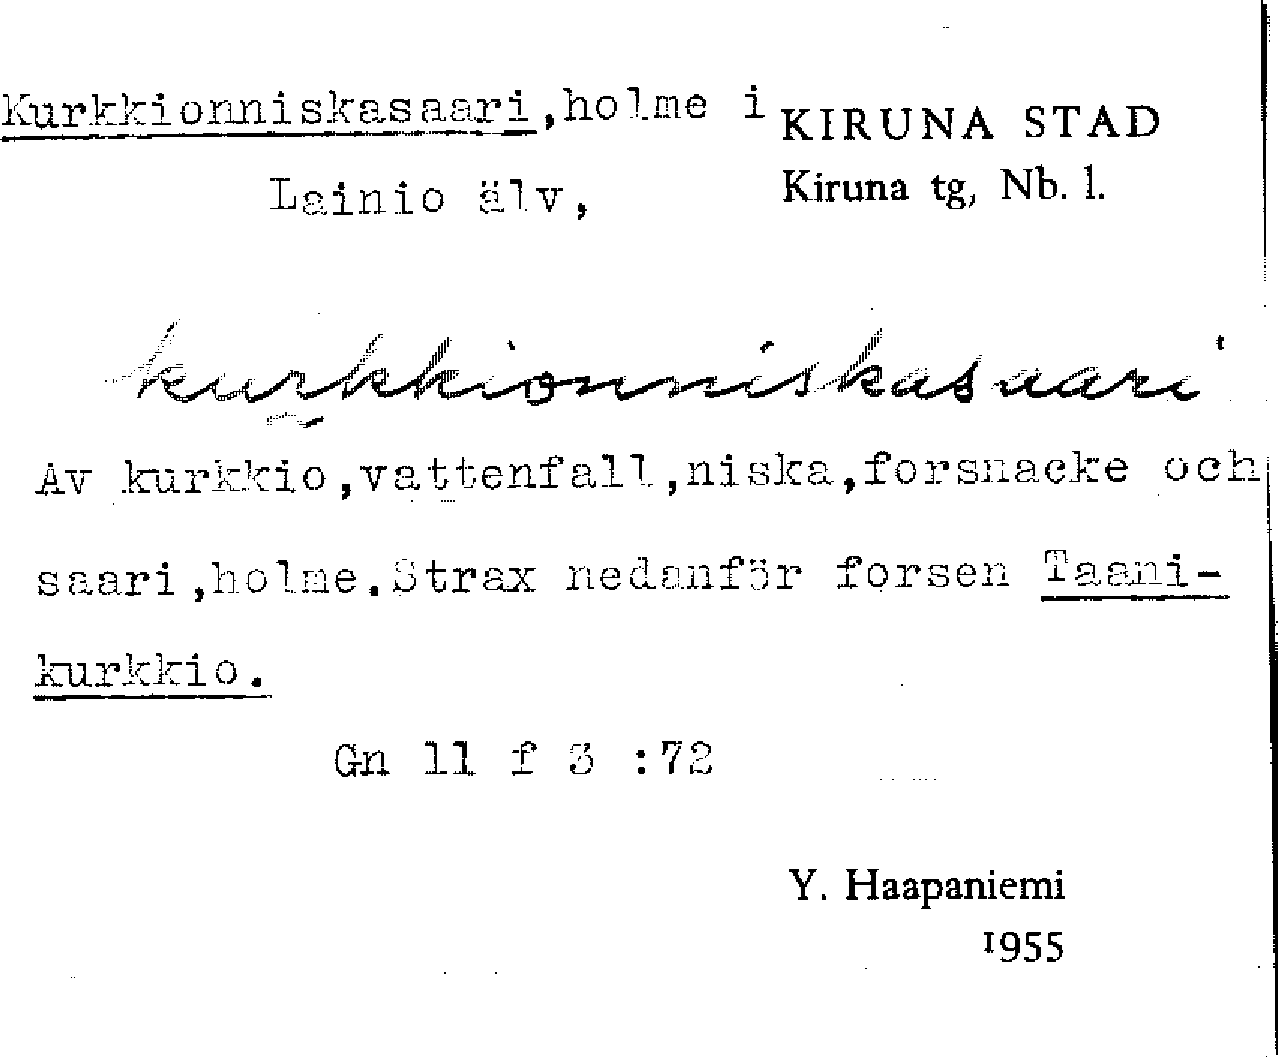 Kurkkionniskasaari,holme i KIRUNA STAD
Lainio älv, Kiruna tg, Nb. l.
kurkkionniskasaari
Av kurkkio,vattenfall,niska,forsnacke och
saari,holme.Strax nedanför forsen Taani-
kurkkio.
Gn 11 f 3 :72
Y. Haapaniemi
1955